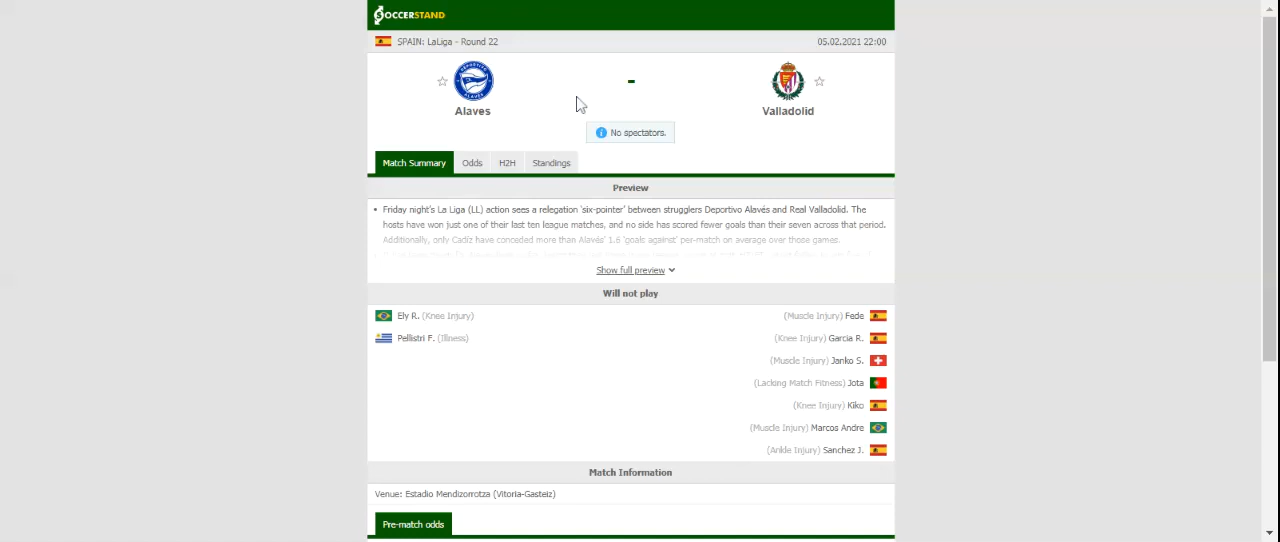 SOCCERSTAND
SPAIN: LaLiga - Round 22
05.02.2021 22:00
DEPORTIVO
ALAVÉS
-
Alaves
Valladolid
No spectators.
Match Summary
Odds
H2H
Standings
Preview
Friday night's La Liga (LL) action sees a relegation 'six-pointer' between strugglers Deportivo Alavés and Real Valladolid. The
hosts have won just one of their last ten league matches, and no side has scored fewer goals than their seven across that period.
Additionally, only Cadiz have conceded more than Alavés' 1.6 'goals against' per-match on average over those games.
Show full preview
Will not play
Ely R. (Knee Injury)
(Muscle Injury) Fede
Pellistri F. (Illness)
(Knee Injury) Garcia R.
(Muscle Injury) Janko S.
(Lacking Match Fitness) Jota
(Knee Injury) Kiko
(Muscle Injury) Marcos Andre
(Ankle Injury) Sanchez J.
Match Information
Venue: Estadio Mendizorrotza (Vitoria-Gasteiz)
Pre-match odds